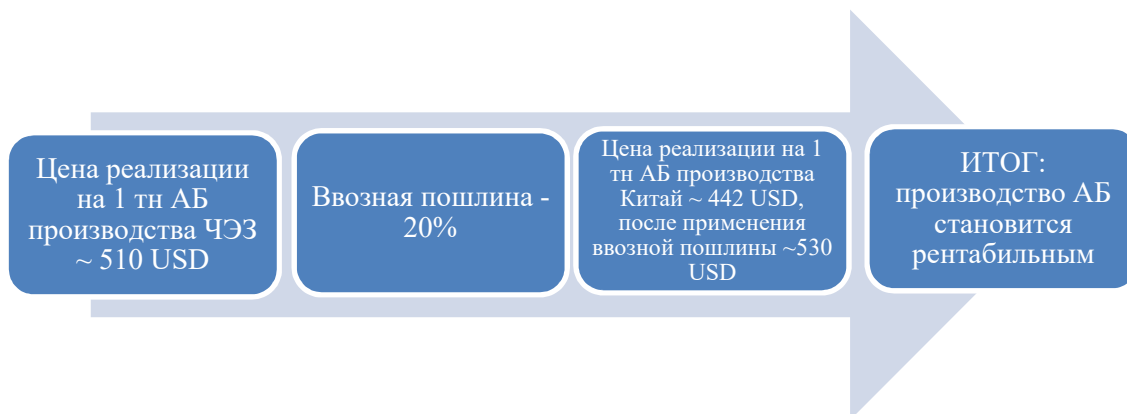 Цена реализации
на 1 тн АБ
производства ЧЭЗ
~ 510 USD
Ввозная пошлина -
20%
Цена реализации на 1
тн АБ производства
Китай ~ 442 USD,
после применения
ввозной пошлины ~530
USD
ИТОГ:
производство АБ
становится
рентабильным